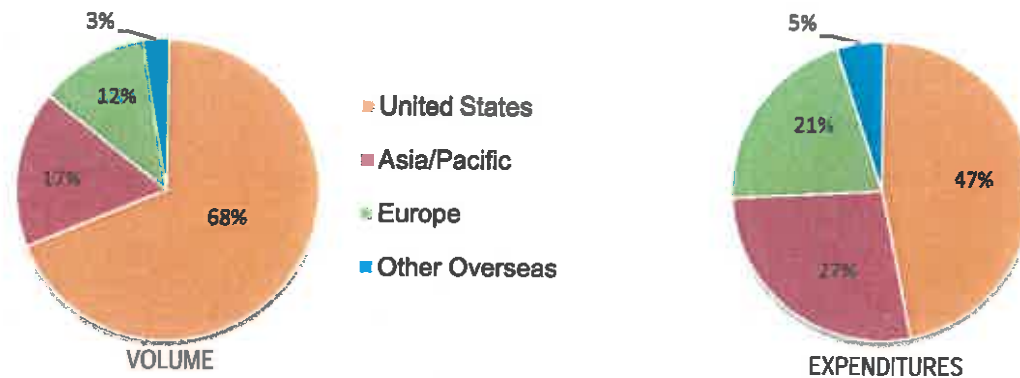 3%
12%
17%
68%
VOLUME
United States
Asia/Pacific
Europe
Other Overseas
5%
21%
47%
27%
EXPENDITURES